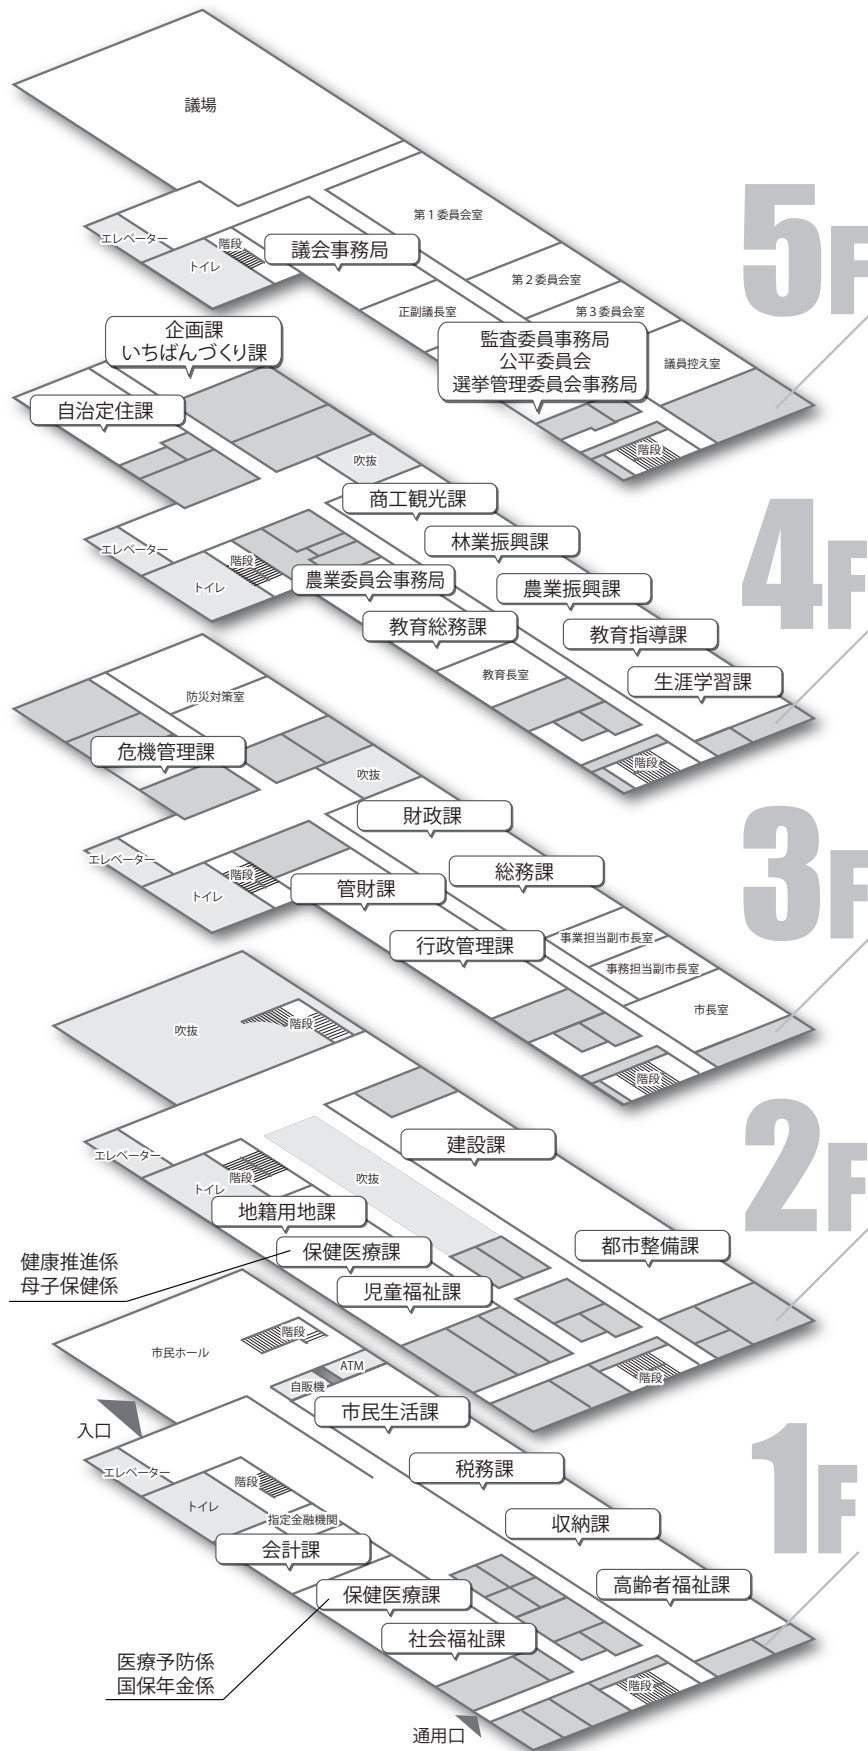 議場
第1委員会室
エレベーター
階段
トイレ
議会事務局
第2委員会室
正副議長室
第3委員会室
監査委員事務局
公平委員会
選挙管理委員会事務局
議員控え室
階段
5F
企画課
いちばんづくり課
自治定住課
吹抜
商工観光課
林業振興課
エレベーター
階段
トイレ
農業委員会事務局
農業振興課
教育総務課
教育指導課
教育長室
生涯学習課
階段
4F
防災対策室
危機管理課
吹抜
財政課
エレベーター
階段
トイレ
管財課
総務課
行政管理課
事業担当副市長室
事務担当副市長室
市長室
階段
3F
吹抜
階段
建設課
エレベーター
階段
トイレ
吹抜
地籍用地課
保健医療課
健康推進係
母子保健係
都市整備課
児童福祉課
階段
2F
市民ホール
階段
ATM
自販機
市民生活課
入口
エレベーター
階段
トイレ
税務課
指定金融機関
収納課
会計課
保健医療課
高齢者福祉課
社会福祉課
医療予防係
国保年金係
階段
通用口
1F